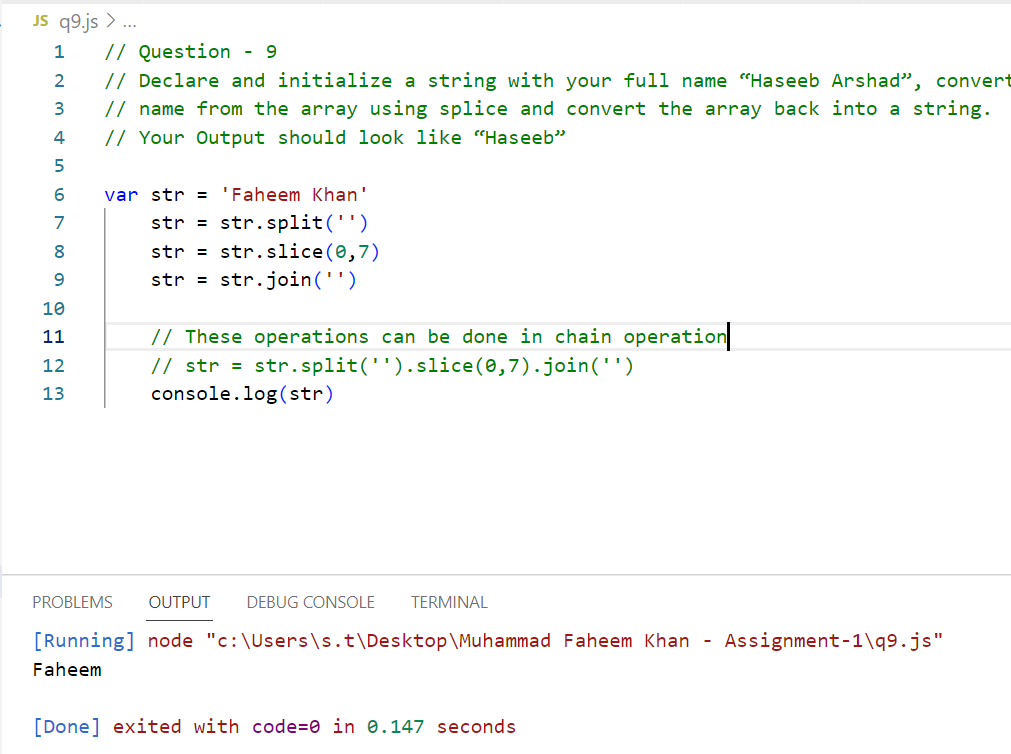 JS q9.js > ...
1 // Question - 9
2 // Declare and initialize a string with your full name “Haseeb Arshad”, convert
3 // name from the array using splice and convert the array back into a string.
4 // Your Output should look like “Haseeb”
5
6 var str = 'Faheem Khan'
7 str = str.split('')
8 str = str.slice(0,7)
9 str = str.join('')
10
11 // These operations can be done in chain operation
12 // str = str.split('').slice(0,7).join('')
13 console.log(str)
PROBLEMS OUTPUT DEBUG CONSOLE TERMINAL
[Running] node "c:\Users\s.t\Desktop\Muhammad Faheem Khan - Assignment-1\q9.js"
Faheem
[Done] exited with code=0 in 0.147 seconds